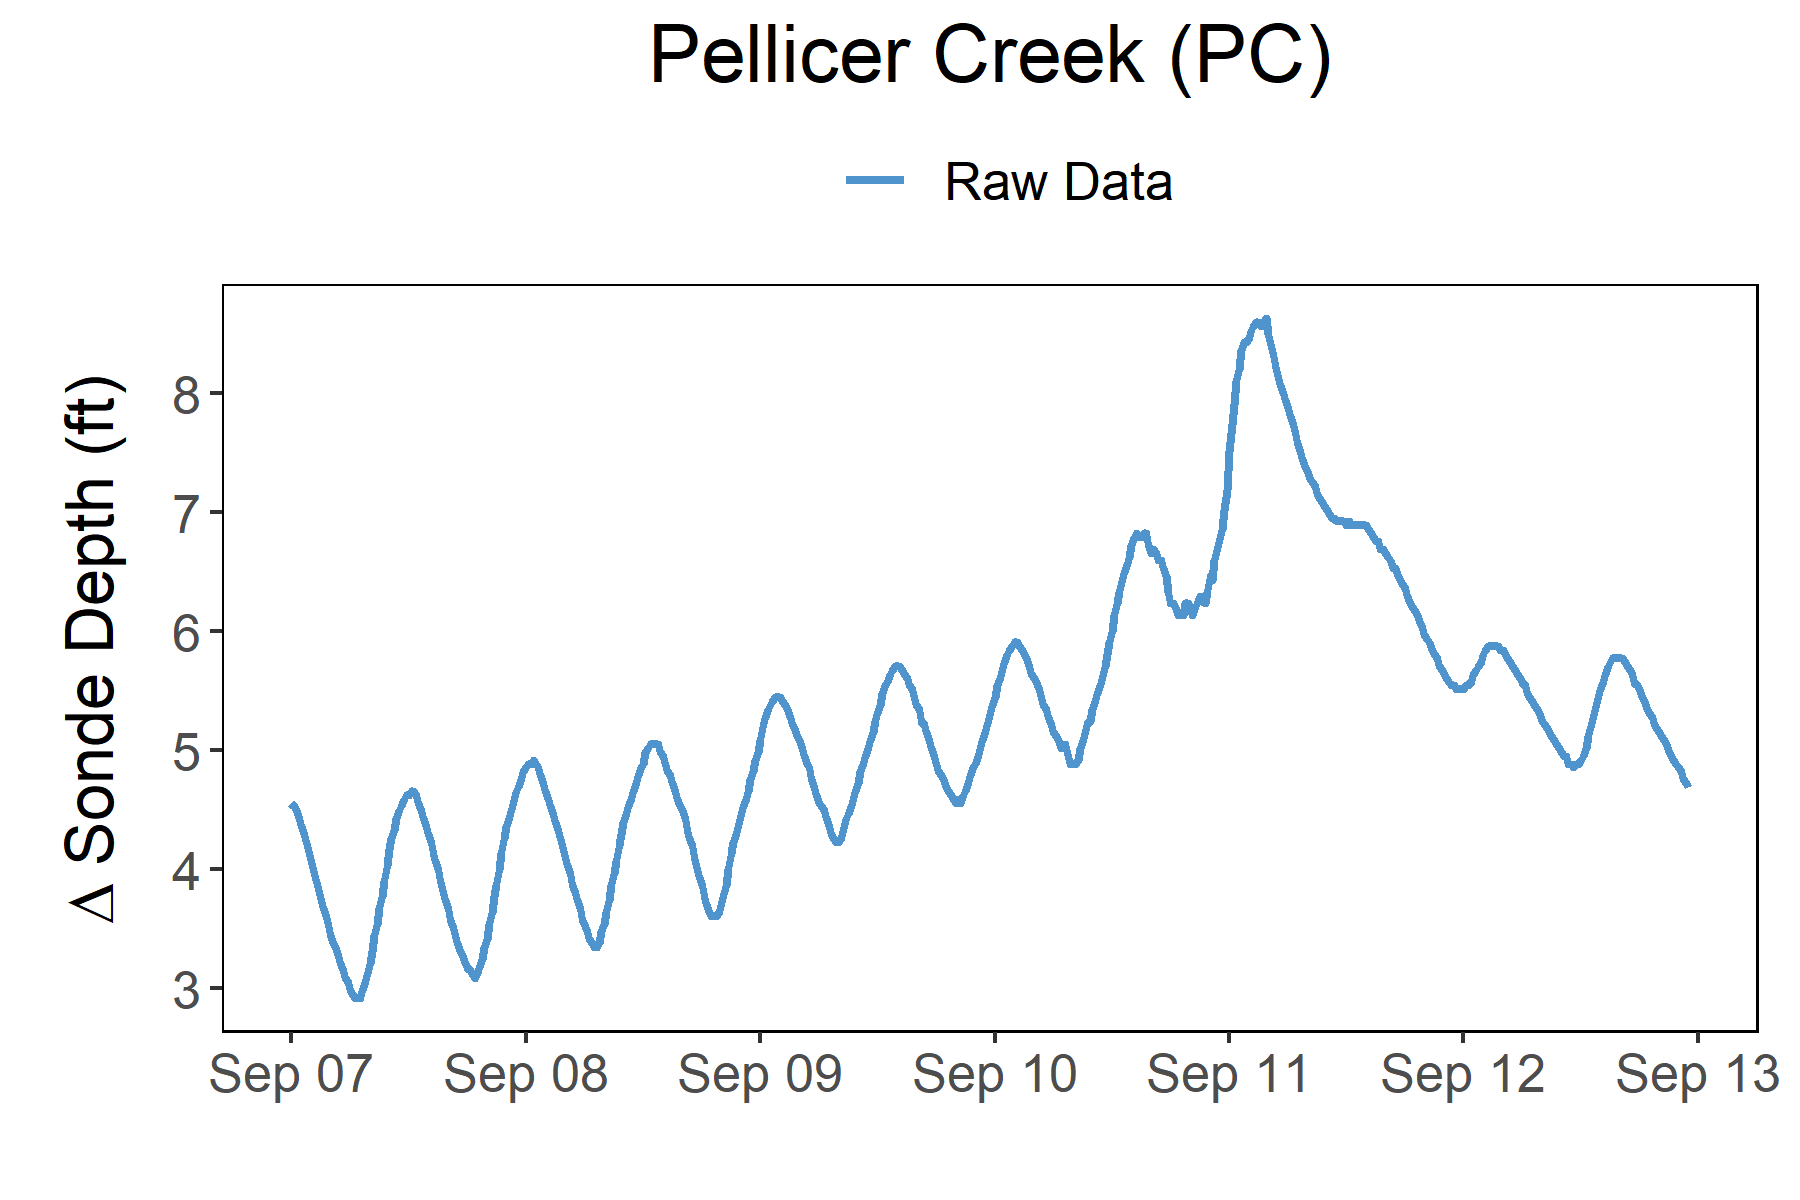 Pellicer Creek (PC)
Raw Data
Δ Sonde Depth (ft)
8
7
6
5
4
3
Sep 07 Sep 08 Sep 09 Sep 10 Sep 11 Sep 12 Sep 13